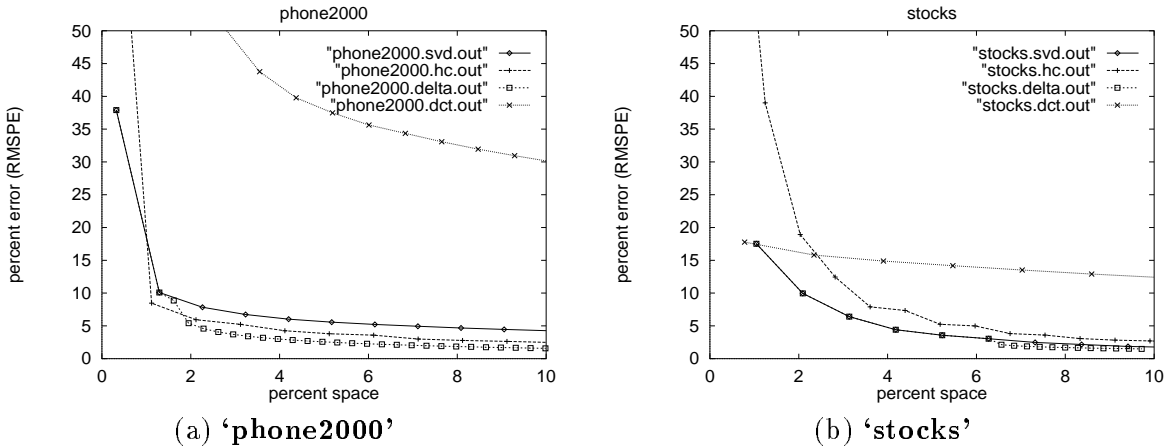 phone2000
50
45
40
35
30
25
20
15
10
5
0
0 2 4 6 8 10
percent error (RMSPE)
percent space
"phone2000.svd.out"
"phone2000.hc.out"
"phone2000.delta.out"
"phone2000.dct.out"
(a) ‘phone2000’
stocks
50
45
40
35
30
25
20
15
10
5
0
0 2 4 6 8 10
percent error (RMSPE)
percent space
"stocks.svd.out"
"stocks.hc.out"
"stocks.delta.out"
"stocks.dct.out"
(b) ‘stocks’